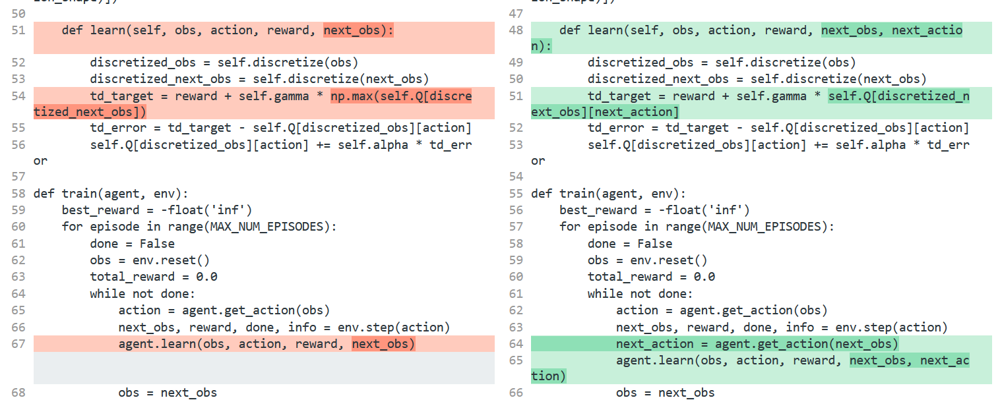 50
51 def learn(self, obs, action, reward, next_obs):
52 discretized_obs = self.discretize(obs)
53 discretized_next_obs = self.discretize(next_obs)
54 td_target = reward + self.gamma * np.max(self.Q[discre
tized_next_obs])
55 td_error = td_target - self.Q[discretized_obs][action]
56 self.Q[discretized_obs][action] += self.alpha * td_err
or
57
58 def train(agent, env):
59 best_reward = -float('inf')
60 for episode in range(MAX_NUM_EPISODES):
61 done = False
62 obs = env.reset()
63 total_reward = 0.0
64 while not done:
65 action = agent.get_action(obs)
66 next_obs, reward, done, info = env.step(action)
67 agent.learn(obs, action, reward, next_obs)
68 obs = next_obs
47
48 def learn(self, obs, action, reward, next_obs, next_actio
n):
49 discretized_obs = self.discretize(obs)
50 discretized_next_obs = self.discretize(next_obs)
51 td_target = reward + self.gamma * self.Q[discretized_n
ext_obs][next_action]
52 td_error = td_target - self.Q[discretized_obs][action]
53 self.Q[discretized_obs][action] += self.alpha * td_err
or
54
55 def train(agent, env):
56 best_reward = -float('inf')
57 for episode in range(MAX_NUM_EPISODES):
58 done = False
59 obs = env.reset()
60 total_reward = 0.0
61 while not done:
62 action = agent.get_action(obs)
63 next_obs, reward, done, info = env.step(action)
64 next_action = agent.get_action(next_obs)
65 agent.learn(obs, action, reward, next_obs, next_ac
tion)
66 obs = next_obs